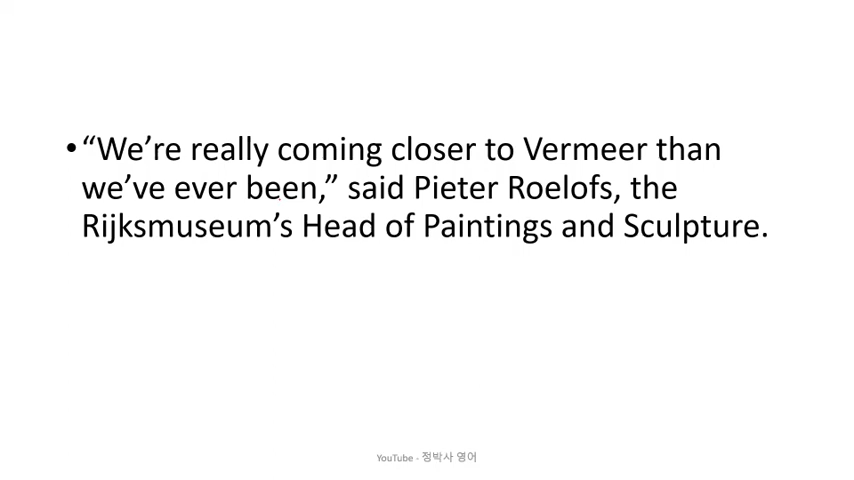 •“We’re really coming closer to Vermeer than
we’ve ever been,” said Pieter Roelofs, the
Rijksmuseum’s Head of Paintings and Sculpture.
YouTube - 정박사 영어